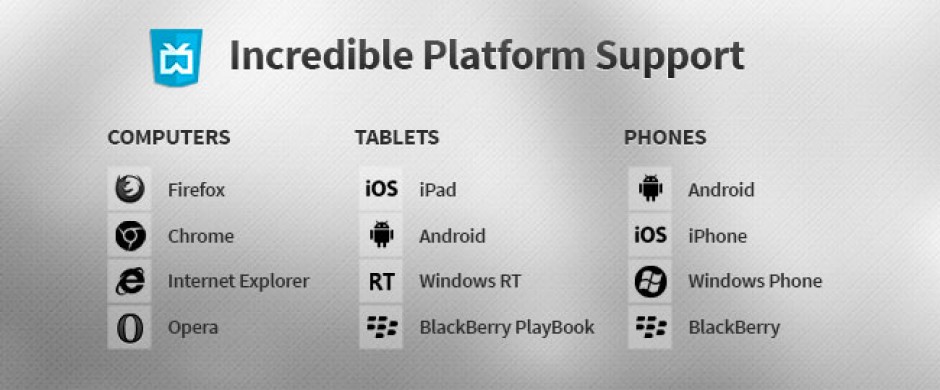 Incredible Platform Support
COMPUTERS
Firefox
Chrome
Internet Explorer
Opera
TABLETS
iOS iPad
Android
RT Windows RT
BlackBerry PlayBook
PHONES
Android
iOS iPhone
Windows Phone
BlackBerry